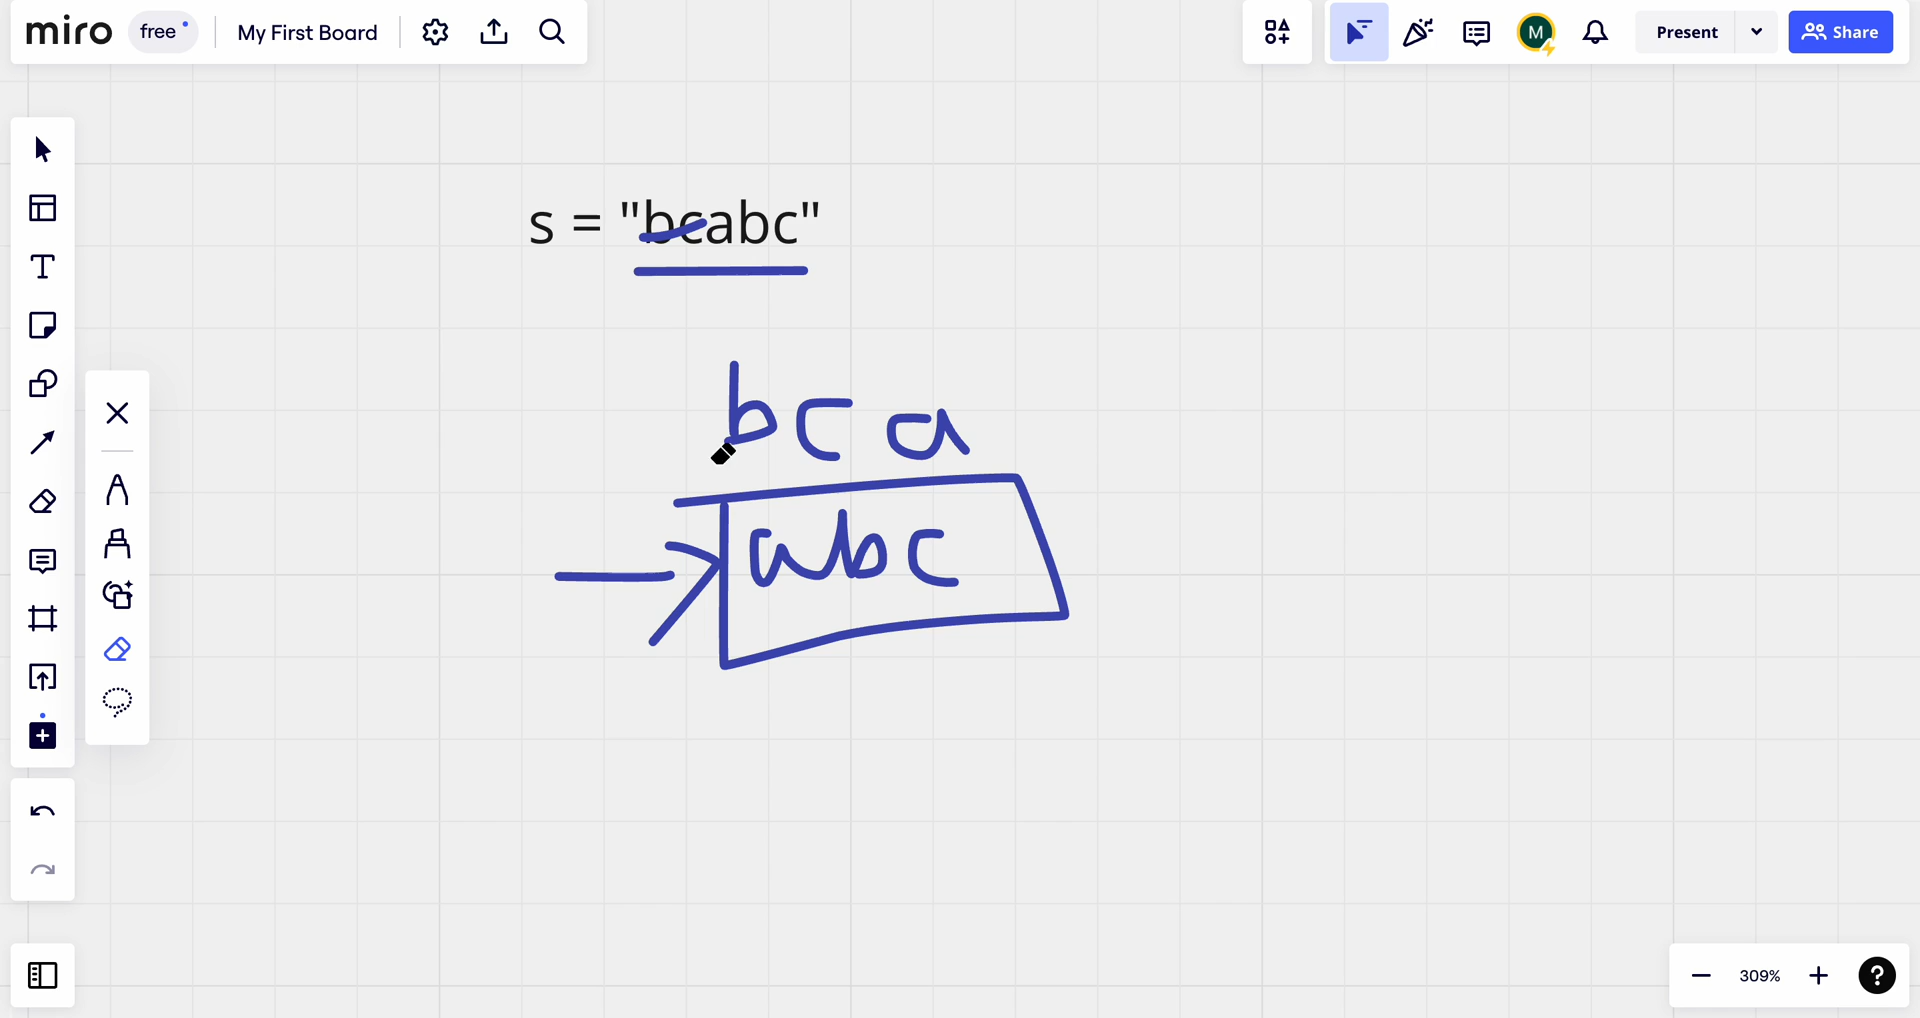 miro free My First Board Present Share
M
s = "bcabc"
bca
abc
309%